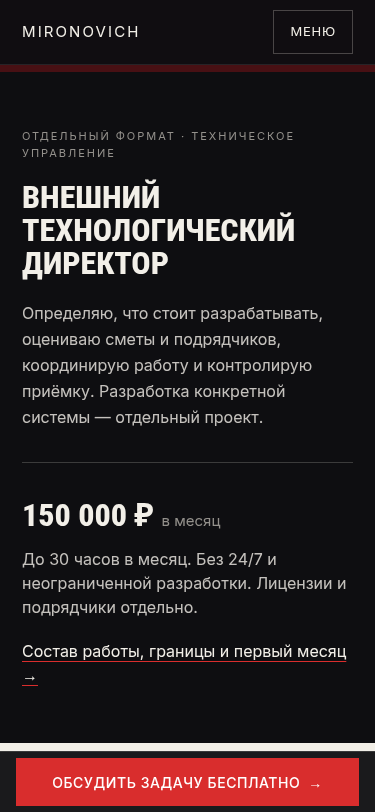 MIRONOVICH
МЕНЮ
ОТДЕЛЬНЫЙ ФОРМАТ · ТЕХНИЧЕСКОЕ
УПРАВЛЕНИЕ
ВНЕШНИЙ
ТЕХНОЛОГИЧЕСКИЙ
ДИРЕКТОР
Определяю, что стоит разрабатывать,
оцениваю сметы и подрядчиков,
координирую работу и контролирую
приёмку. Разработка конкретной
системы — отдельный проект.
150 000 ₽ в месяц
До 30 часов в месяц. Без 24/7 и
неограниченной разработки. Лицензии и
подрядчики отдельно.
Состав работы, границы и первый месяц
→
ОБСУДИТЬ ЗАДАЧУ БЕСПЛАТНО →